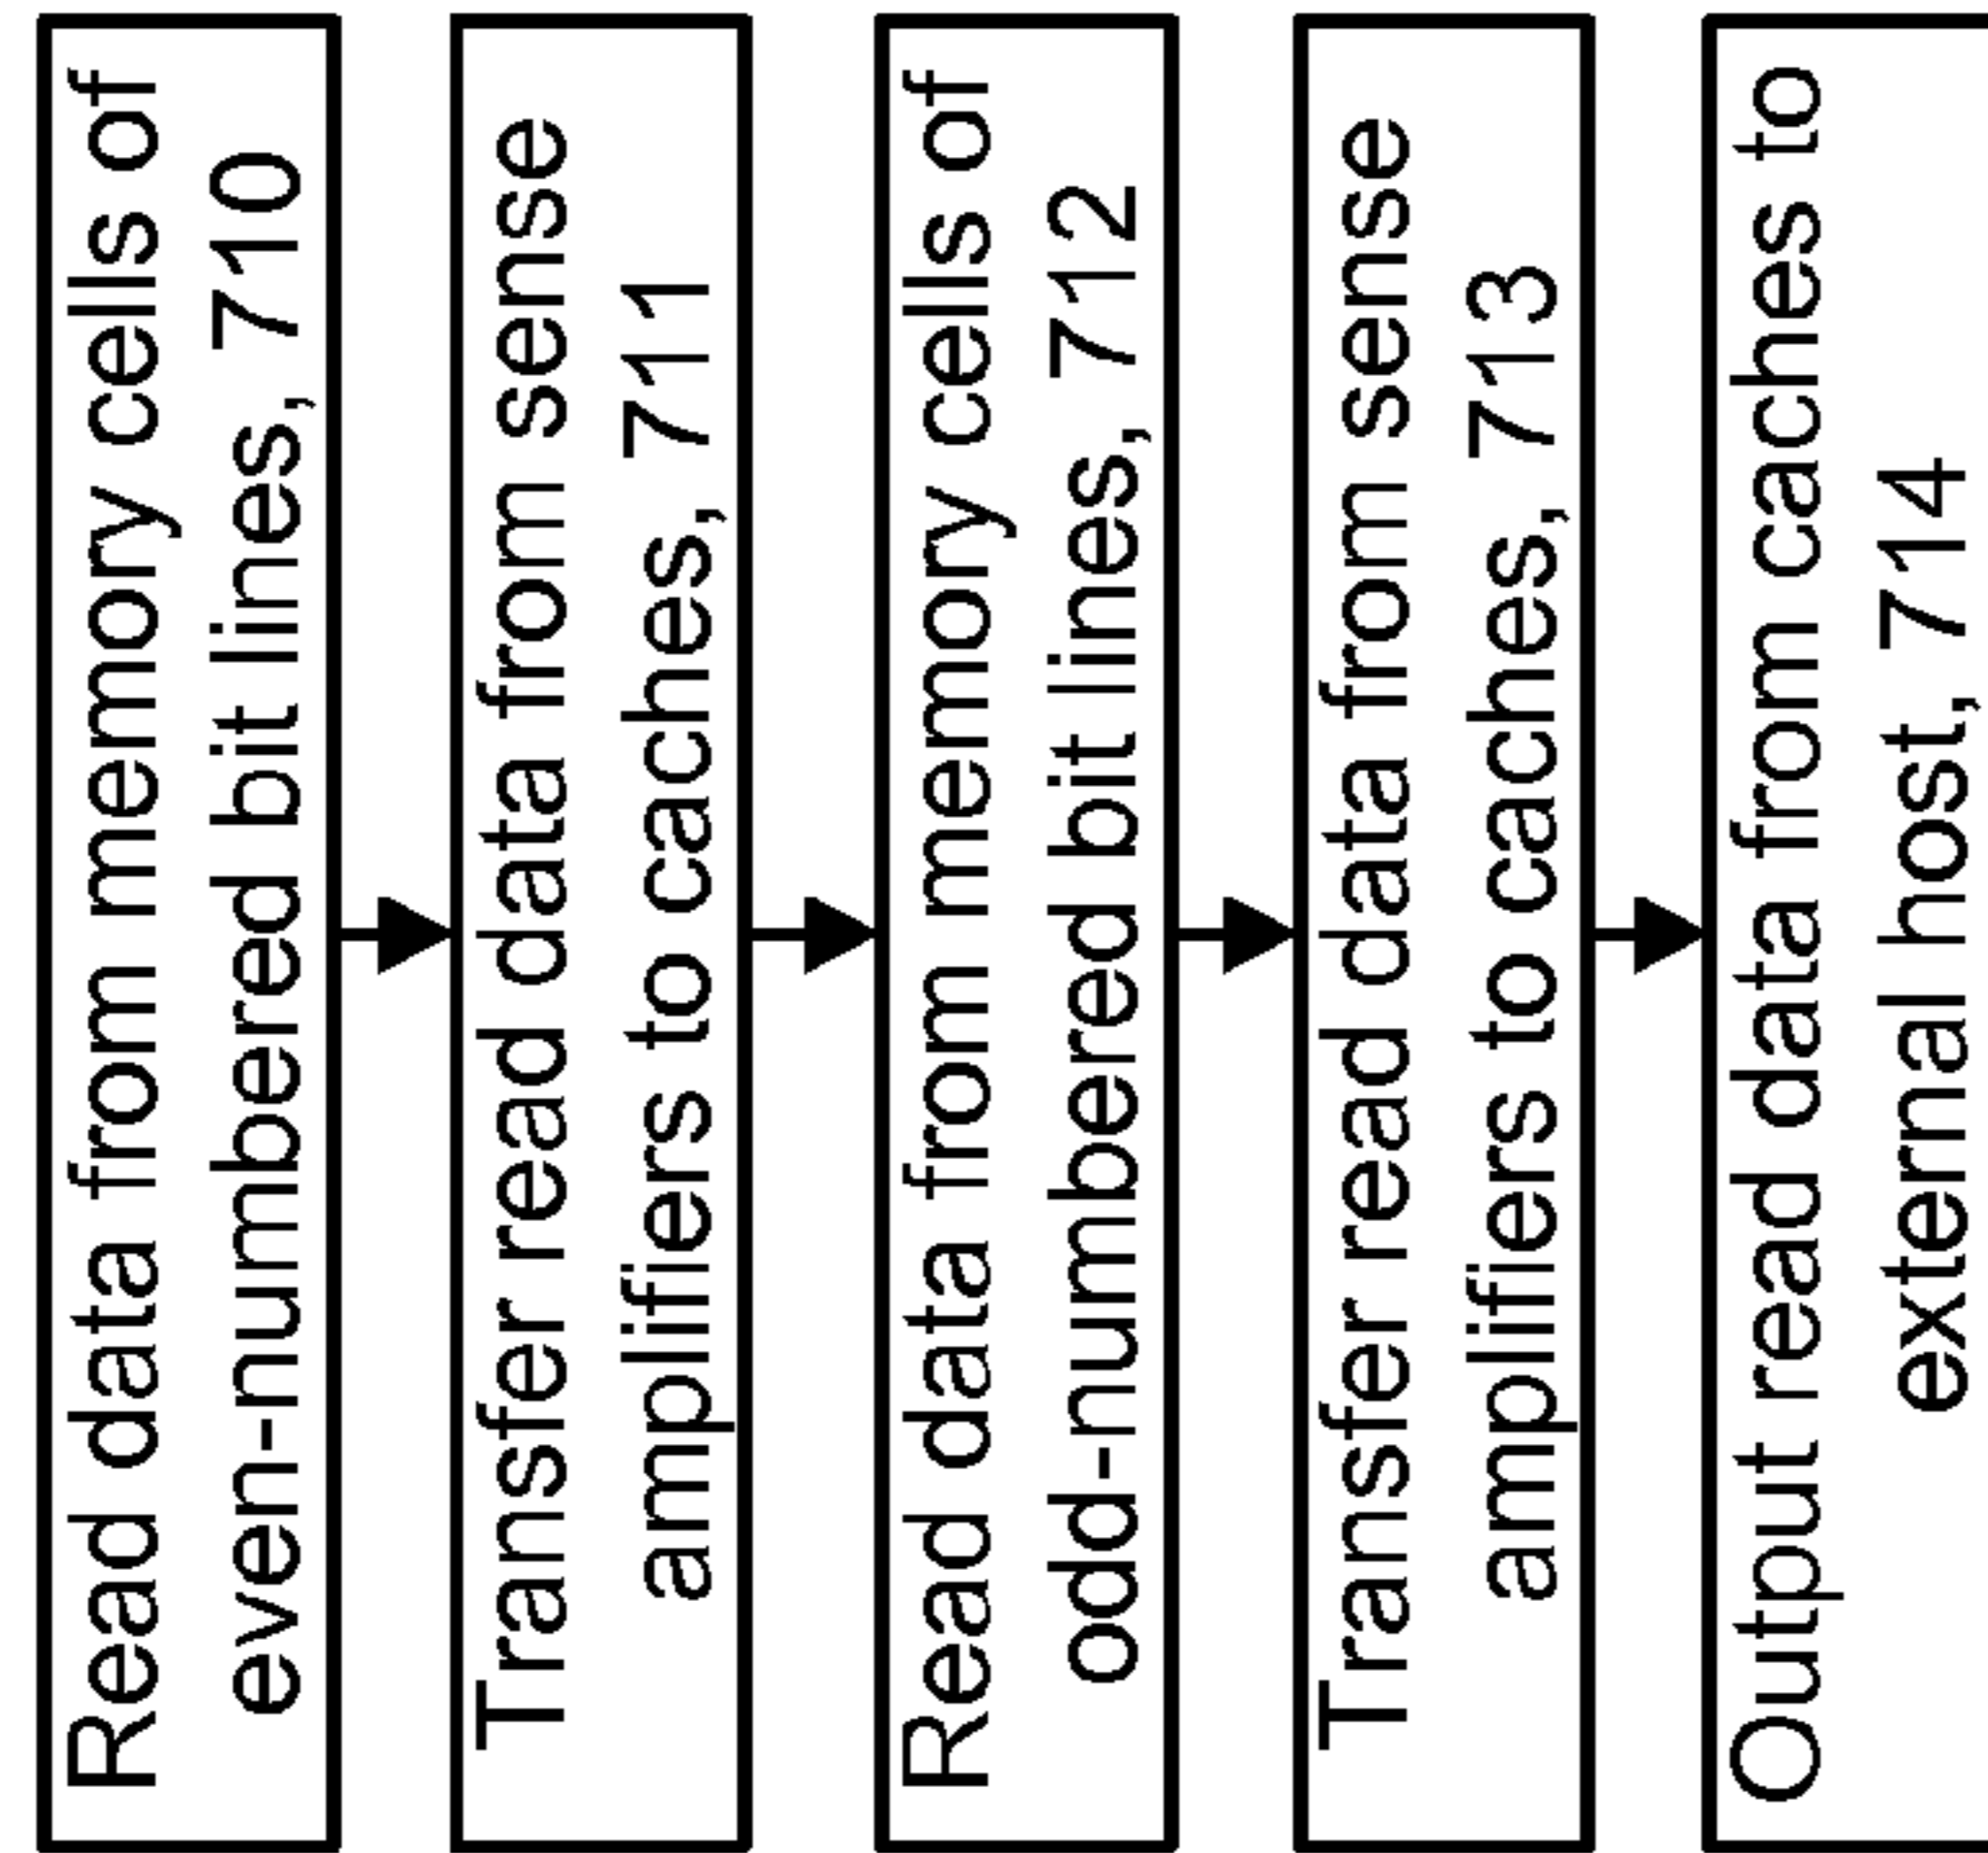 Read data from memory cells of
even-numbered bit lines, 710
Transfer read data from sense
amplifiers to caches, 711
Read data from memory cells of
odd-numbered bit lines, 712
Transfer read data from sense
amplifiers to caches, 713
Output read data from caches to
external host, 714